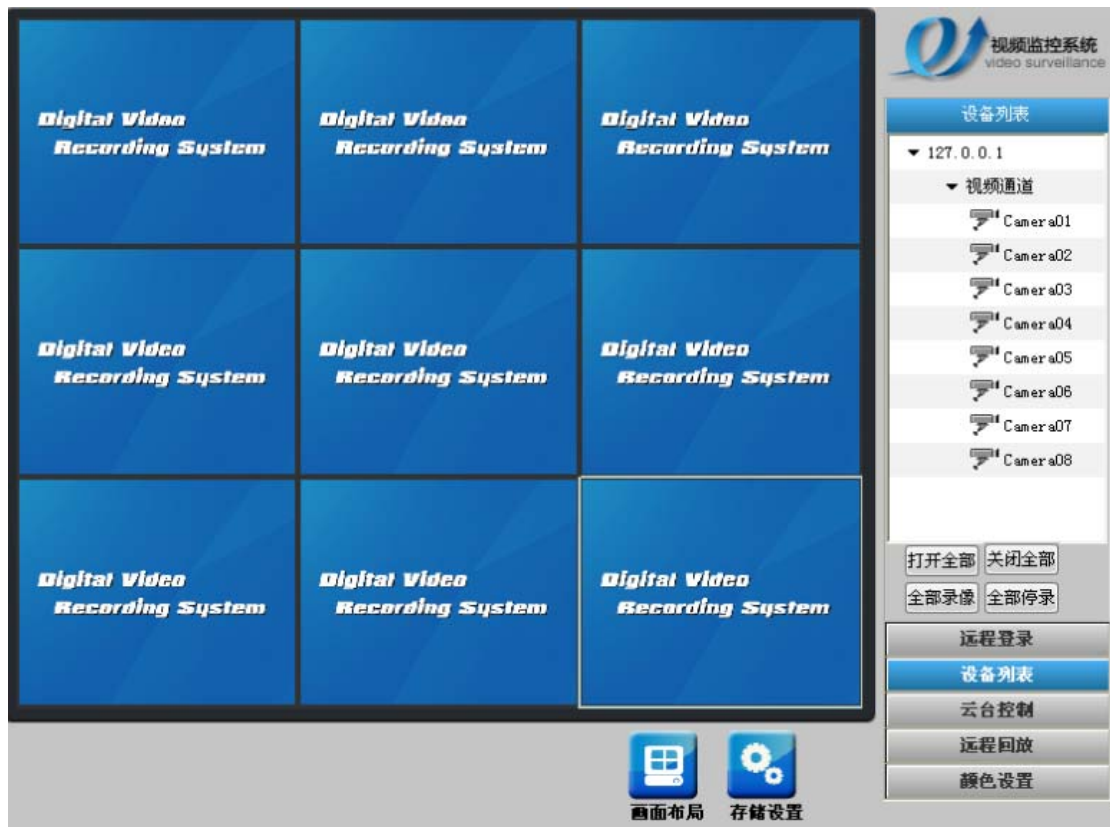 Digital Video
Recording System
Digital Video
Recording System
Digital Video
Recording System
Digital Video
Recording System
Digital Video
Recording System
Digital Video
Recording System
Digital Video
Recording System
Digital Video
Recording System
Digital Video
Recording System
画面布局
存储设置
视频监控系统
video surveillance
设备列表
127.0.0.1
视频通道
Camera01
Camera02
Camera03
Camera04
Camera05
Camera06
Camera07
Camera08
打开全部 关闭全部
全部录像 全部停录
远程登录
设备列表
云台控制
远程回放
颜色设置